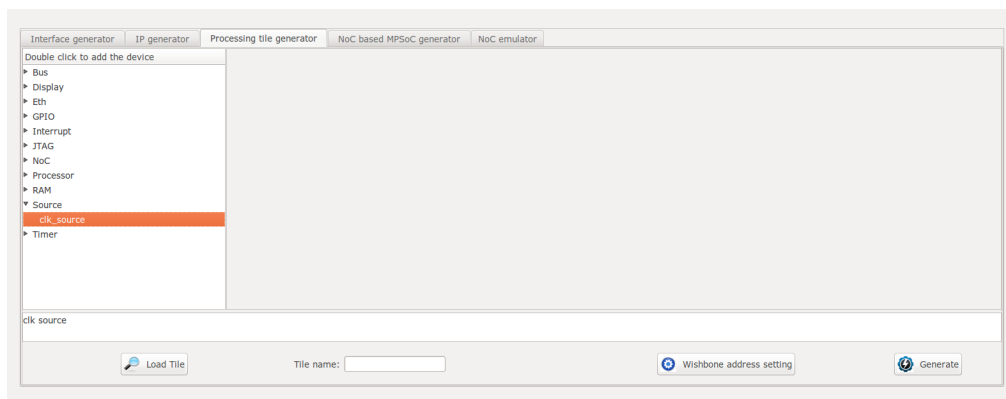 Interface generator IP generator Processing tile generator NoC based MPSoC generator NoC emulator
Double click to add the device
Bus
Display
Eth
GPIO
Interrupt
JTAG
NoC
Processor
RAM
Source
clk_source
Timer
clk source
Load Tile Tile name: Wishbone address setting Generate